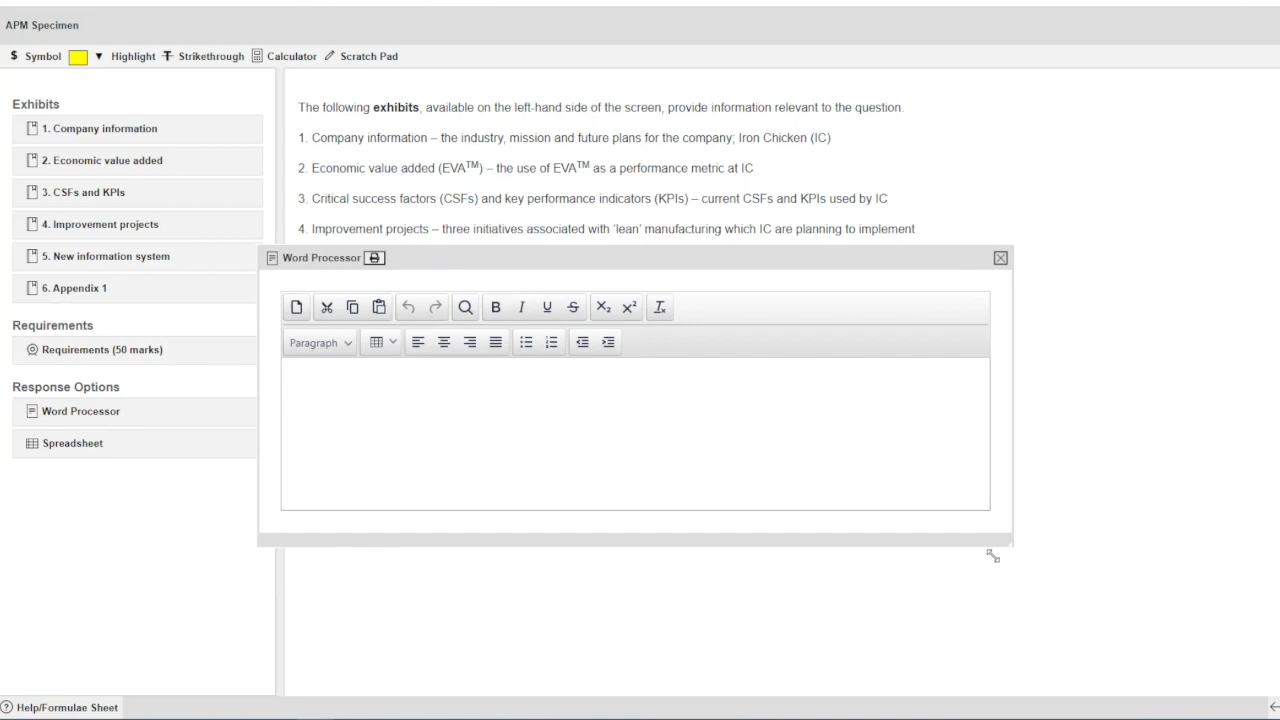 APM Specimen
$ Symbol Highlight Strikethrough Calculator Scratch Pad
Exhibits
1. Company information
2. Economic value added
3. CSFs and KPIs
4. Improvement projects
5. New information system
6. Appendix 1
Requirements
Requirements (50 marks)
Response Options
Word Processor
Spreadsheet
The following exhibits, available on the left-hand side of the screen, provide information relevant to the question.
1. Company information – the industry, mission and future plans for the company; Iron Chicken (IC)
2. Economic value added (EVA™) – the use of EVA™ as a performance metric at IC
3. Critical success factors (CSFs) and key performance indicators (KPIs) – current CSFs and KPIs used by IC
4. Improvement projects – three initiatives associated with ‘lean’ manufacturing which IC are planning to implement
Word Processor
B I U S X₂ X² Tx
Paragraph
Help/Formulae Sheet